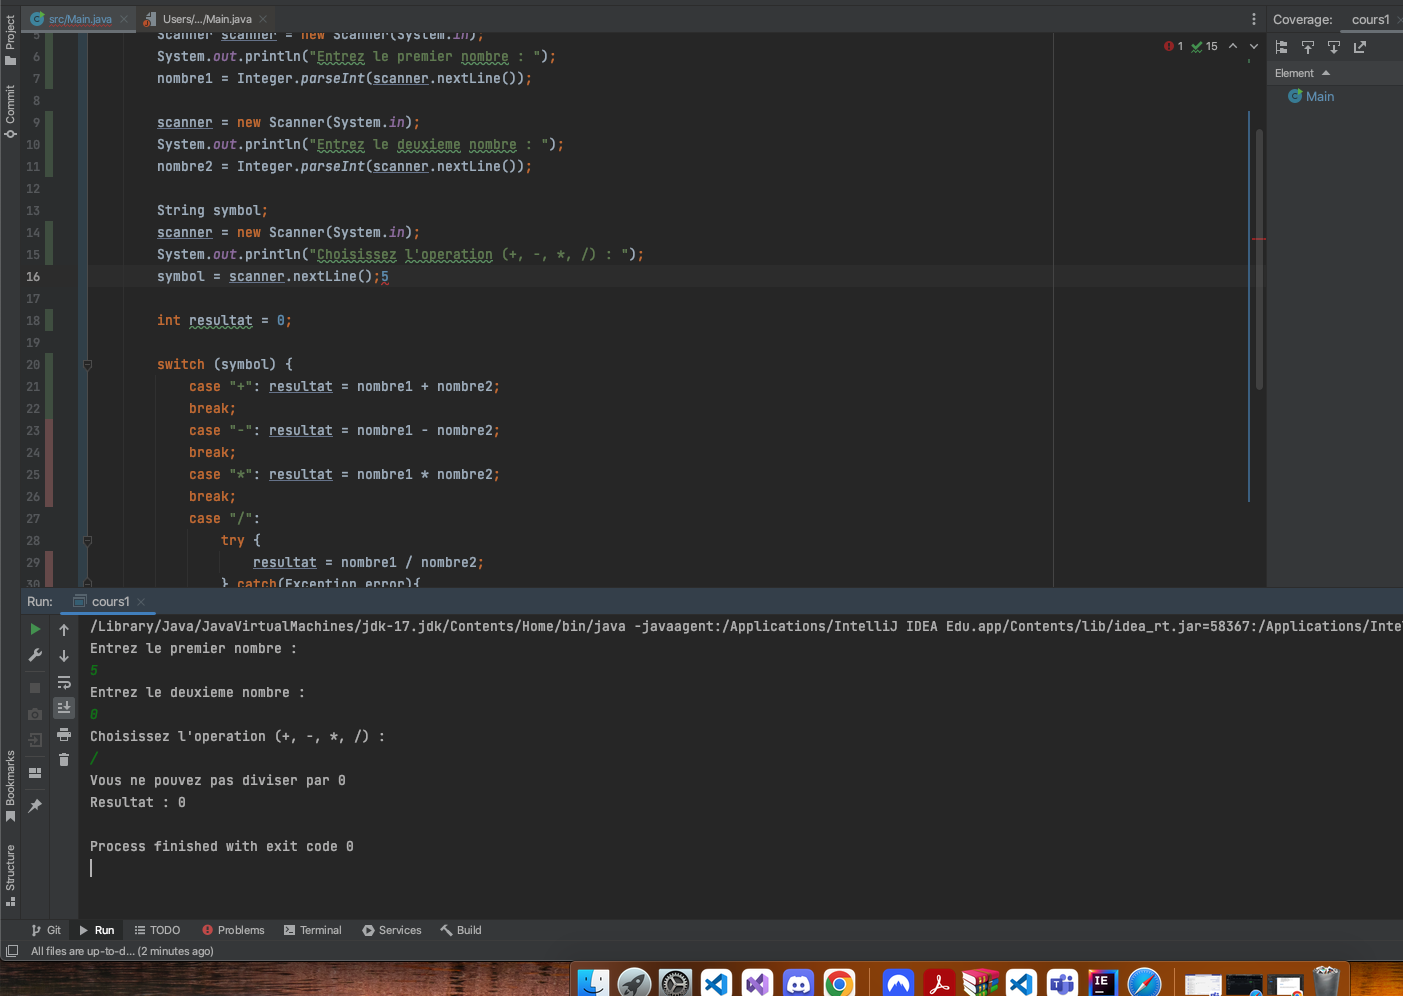 Project
Commit
Bookmarks
Structure
src/Main.java
Users/.../Main.java
Coverage:
cours1
Element
Main
1
15
5 Scanner scanner = new Scanner(System.in);
6 System.out.println("Entrez le premier nombre : ");
7 nombre1 = Integer.parseInt(scanner.nextLine());
8
9 scanner = new Scanner(System.in);
10 System.out.println("Entrez le deuxieme nombre : ");
11 nombre2 = Integer.parseInt(scanner.nextLine());
12
13 String symbol;
14 scanner = new Scanner(System.in);
15 System.out.println("Choisissez l'operation (+, -, *, /) : ");
16 symbol = scanner.nextLine();5
17
18 int resultat = 0;
19
20 switch (symbol) {
21 case "+": resultat = nombre1 + nombre2;
22 break;
23 case "-": resultat = nombre1 - nombre2;
24 break;
25 case "*": resultat = nombre1 * nombre2;
26 break;
27 case "/":
28 try {
29 resultat = nombre1 / nombre2;
30 } catch(Exception error){
Run:
cours1
/Library/Java/JavaVirtualMachines/jdk-17.jdk/Contents/Home/bin/java -javaagent:/Applications/IntelliJ IDEA Edu.app/Contents/lib/idea_rt.jar=58367:/Applications/Inte
Entrez le premier nombre :
5
Entrez le deuxieme nombre :
0
Choisissez l'operation (+, -, *, /) :
/
Vous ne pouvez pas diviser par 0
Resultat : 0
Process finished with exit code 0
Git
Run
TODO
Problems
Terminal
Services
Build
All files are up-to-d... (2 minutes ago)
IE